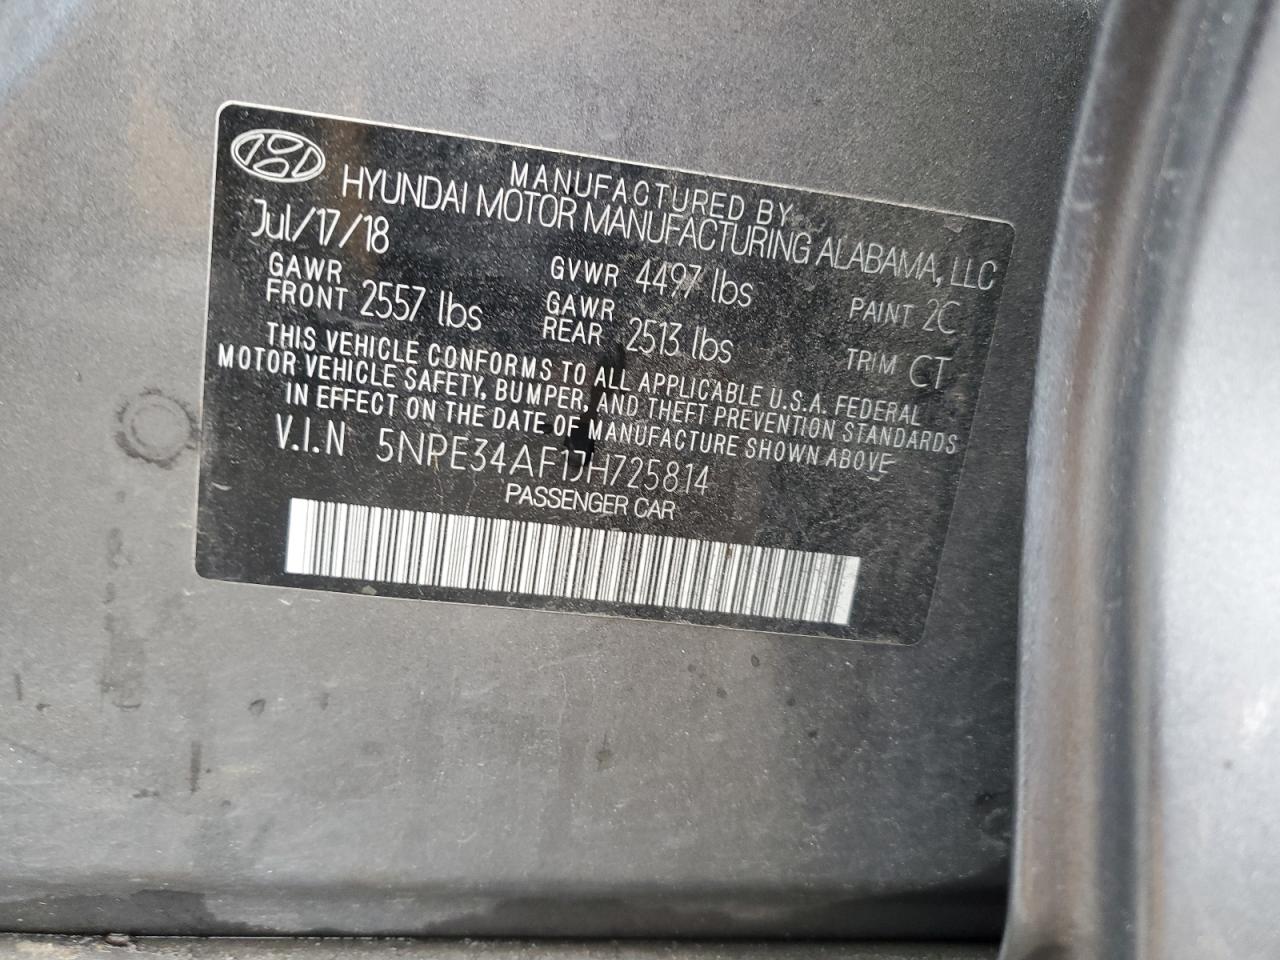 MANUFACTURED BY
HYUNDAI MOTOR MANUFACTURING ALABAMA, LLC
Jul/17/18
GAWR FRONT 2557 lbs
GVWR 4497 lbs
GAWR REAR 2513 lbs
PAINT 2C
TRIM CT
THIS VEHICLE CONFORMS TO ALL APPLICABLE U.S.A. FEDERAL
MOTOR VEHICLE SAFETY, BUMPER, AND THEFT PREVENTION STANDARDS
IN EFFECT ON THE DATE OF MANUFACTURE SHOWN ABOVE
V.I.N 5NPE34AF1JH725814
PASSENGER CAR